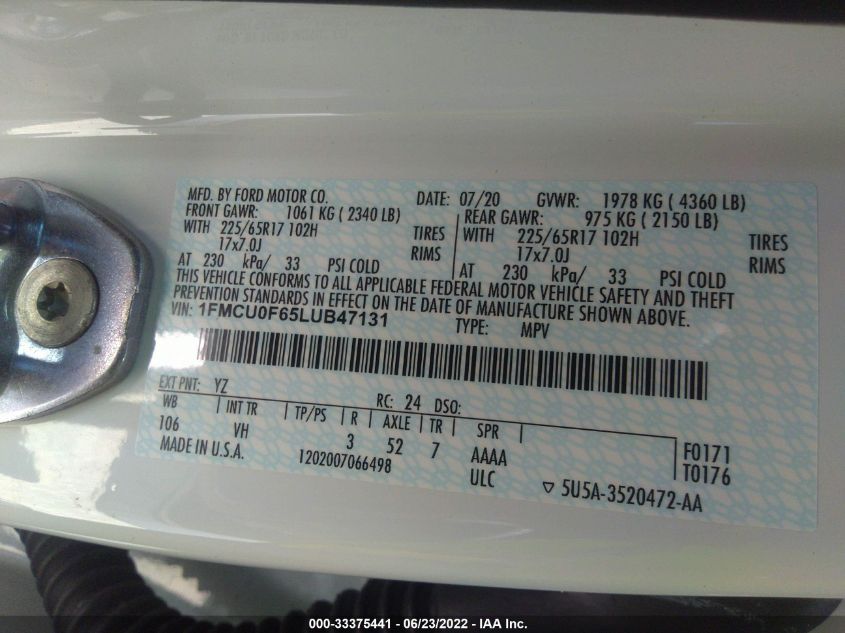 MFD. BY FORD MOTOR CO.
DATE: 07/20 GVWR: 1978 KG ( 4360 LB)
FRONT GAWR: 1061 KG ( 2340 LB)
REAR GAWR: 975 KG ( 2150 LB)
WITH 225/65R17 102H TIRES
WITH 225/65R17 102H TIRES
17x7.0J RIMS
17x7.0J RIMS
AT 230 kPa/ 33 PSI COLD
AT 230 kPa/ 33 PSI COLD
THIS VEHICLE CONFORMS TO ALL APPLICABLE FEDERAL MOTOR VEHICLE SAFETY AND THEFT
PREVENTION STANDARDS IN EFFECT ON THE DATE OF MANUFACTURE SHOWN ABOVE.
VIN: 1FMCU0F65LUB47131
TYPE: MPV
EXT PNT: YZ RC: 24 DSO:
WB INT TR TP/PS R AXLE TR SPR
106 VH 3 52 7 AAAA F0171
MADE IN U.S.A. 1202007066498 ULC T0176
▽ 5U5A-3520472-AA
000-33375441 - 06/23/2022 - IAA Inc.